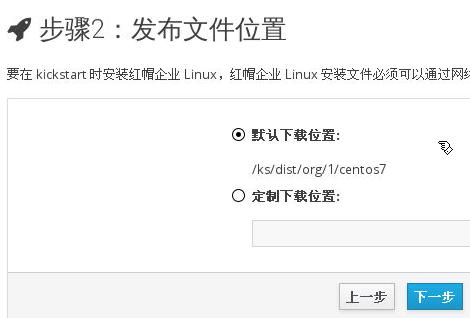 步骤2：发布文件位置
要在 kickstart 时安装红帽企业 Linux，红帽企业 Linux 安装文件必须可以通过网
默认下载位置:
/ks/dist/org/1/centos7
定制下载位置:
上一步 下一步